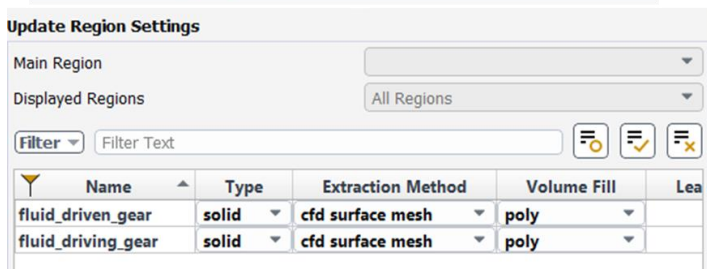 Update Region Settings
Main Region
Displayed Regions All Regions
Filter Filter Text
Name Type Extraction Method Volume Fill Lea
fluid_driven_gear solid cfd surface mesh poly
fluid_driving_gear solid cfd surface mesh poly